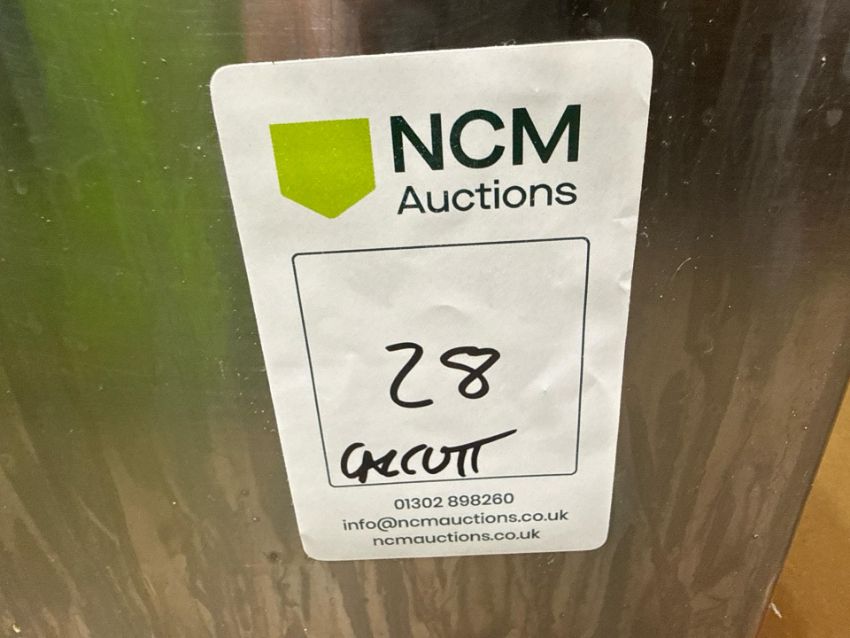 NCM
Auctions
28
CALCUTT
01302 898260
info@ncmauctions.co.uk
ncmauctions.co.uk